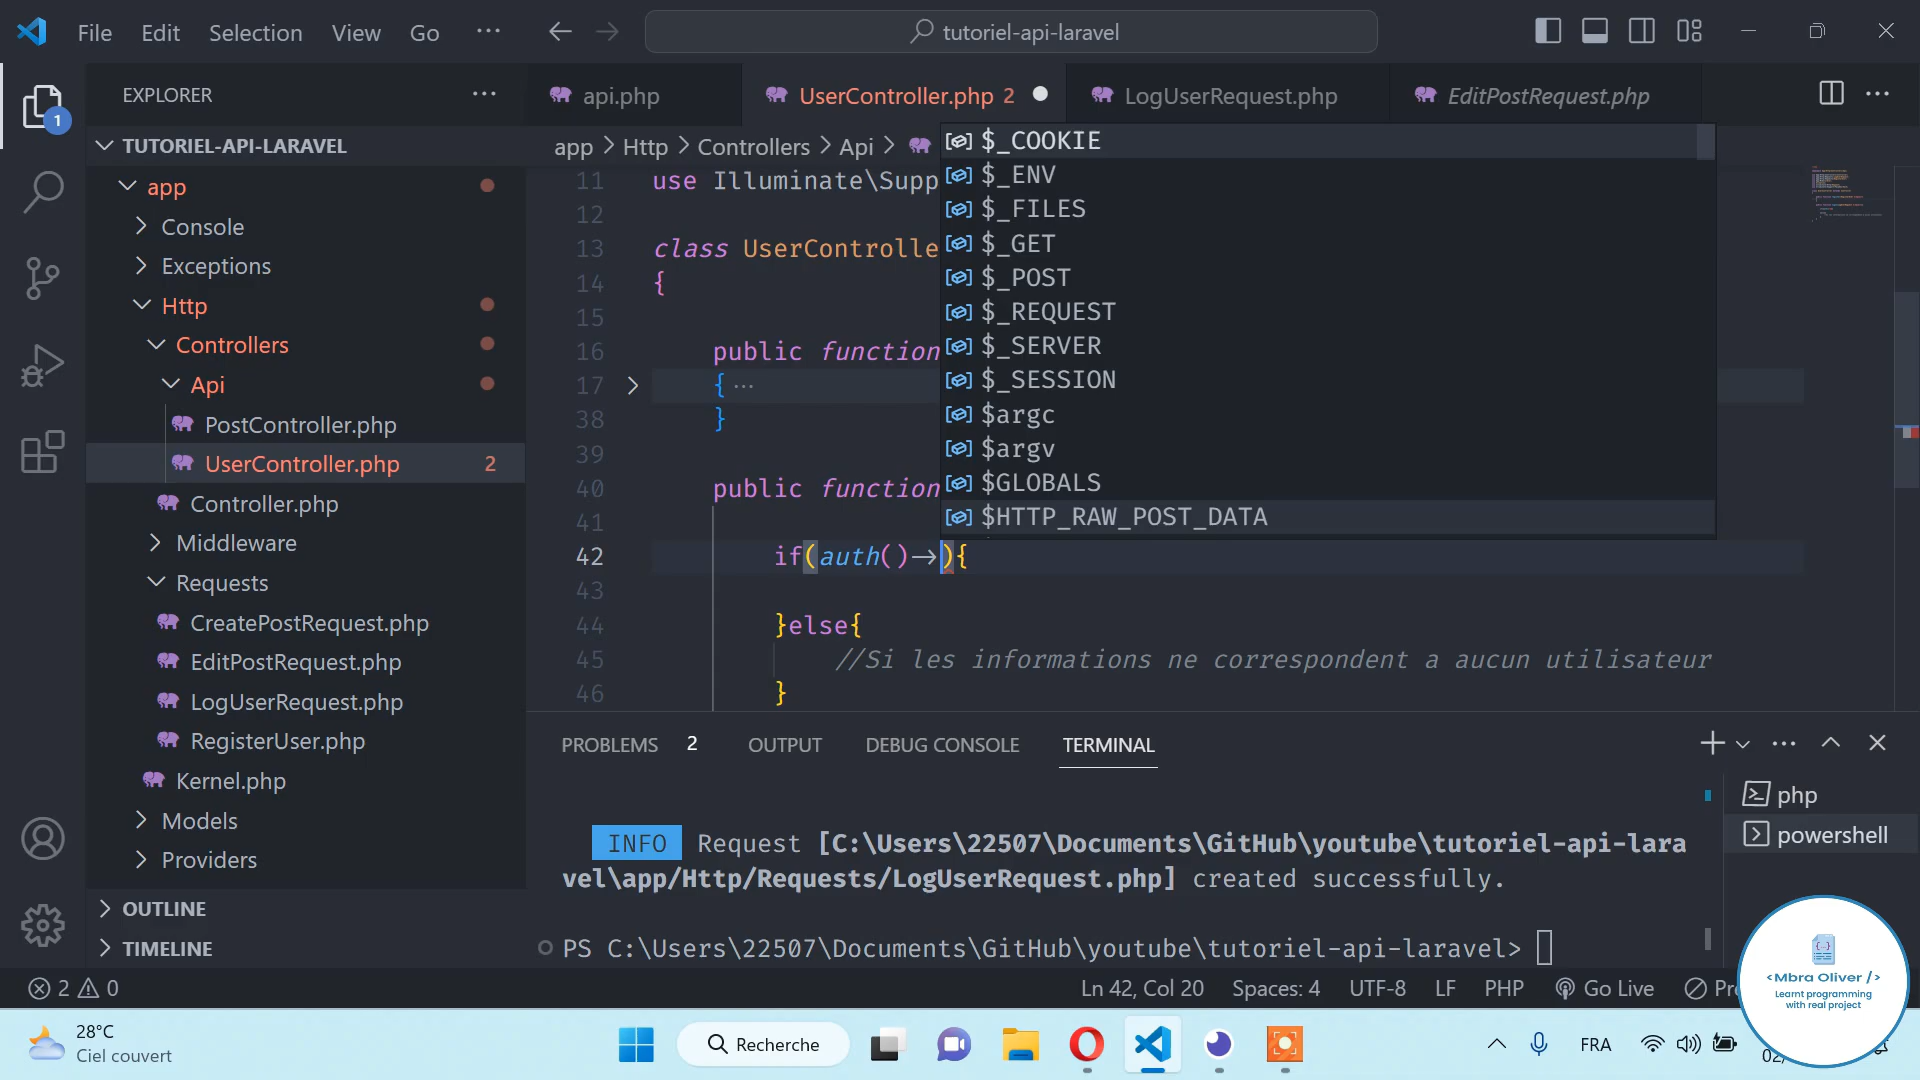 File Edit Selection View Go ··· tutoriel-api-laravel
EXPLORER ···
api.php UserController.php 2 LogUserRequest.php EditPostRequest.php ···
TUTORIEL-API-LARAVEL
app > Http > Controllers > Api >
app
Console
Exceptions
Http
Controllers
Api
PostController.php
UserController.php 2
Controller.php
Middleware
Requests
CreatePostRequest.php
EditPostRequest.php
LogUserRequest.php
RegisterUser.php
Kernel.php
Models
Providers
OUTLINE
TIMELINE
1
11 use Illuminate\Supp
12
13 class UserControlle
14 {
15
16 public function
17 { ···
38 }
39
40 public function
41
42 if(auth()->){
43
44 }else{
45 //Si les informations ne correspondent a aucun utilisateur
46 }
$_COOKIE
$_ENV
$_FILES
$_GET
$_POST
$_REQUEST
$_SERVER
$_SESSION
$argc
$argv
$GLOBALS
$HTTP_RAW_POST_DATA
PROBLEMS 2 OUTPUT DEBUG CONSOLE TERMINAL ···
INFO Request [C:\Users\22507\Documents\GitHub\youtube\tutoriel-api-lara
vel\app/Http/Requests/LogUserRequest.php] created successfully.
PS C:\Users\22507\Documents\GitHub\youtube\tutoriel-api-laravel>
php
powershell
<Mbra Oliver />
Learnt programming
with real project
2 0 Ln 42, Col 20 Spaces: 4 UTF-8 LF PHP Go Live
28°C
Ciel couvert
Recherche
FRA